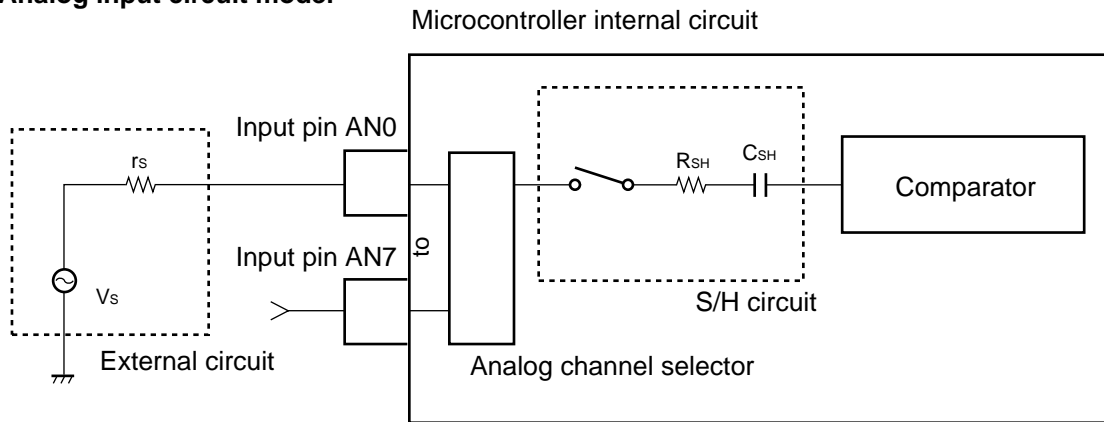 Analog input circuit model
Microcontroller internal circuit
Input pin AN0
rS
RSH
CSH
Comparator
to
Input pin AN7
VS
S/H circuit
External circuit
Analog channel selector